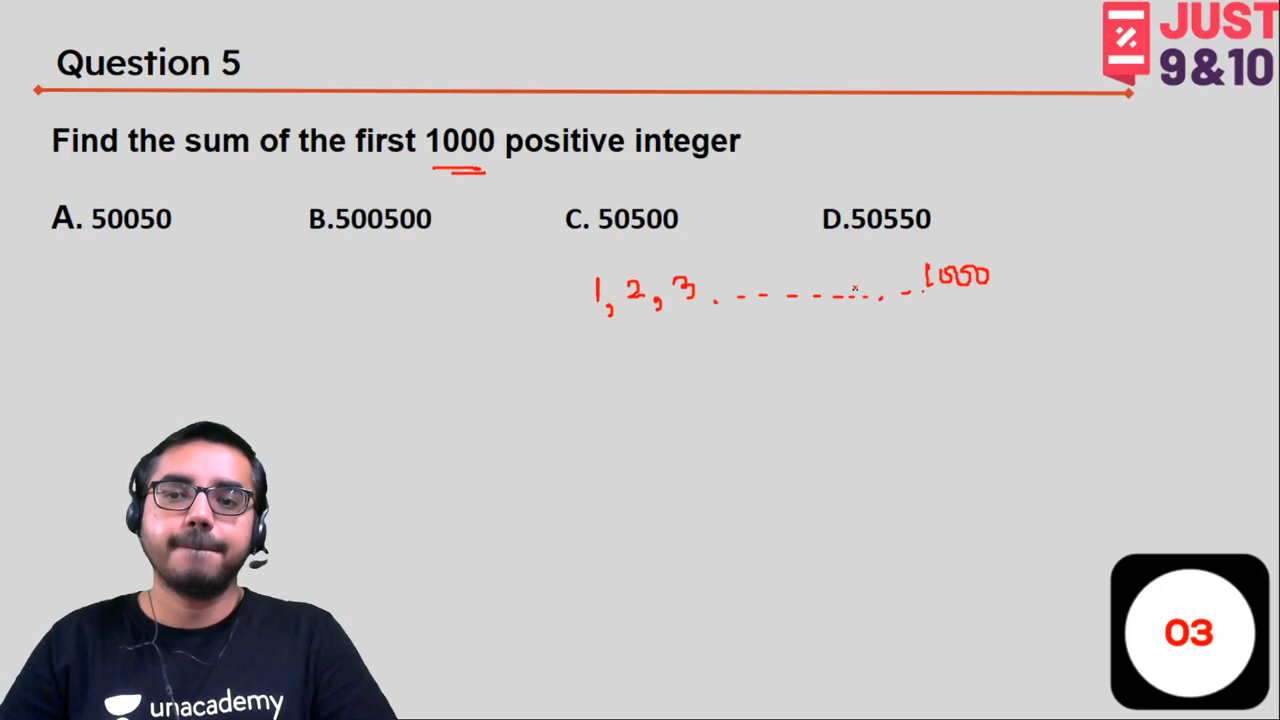 JUST
9&10
Question 5
Find the sum of the first 1000 positive integer
A. 50050 B.500500 C. 50500 D.50550
1, 2, 3 . - - - - - - - . - . 1000
03
unacademy